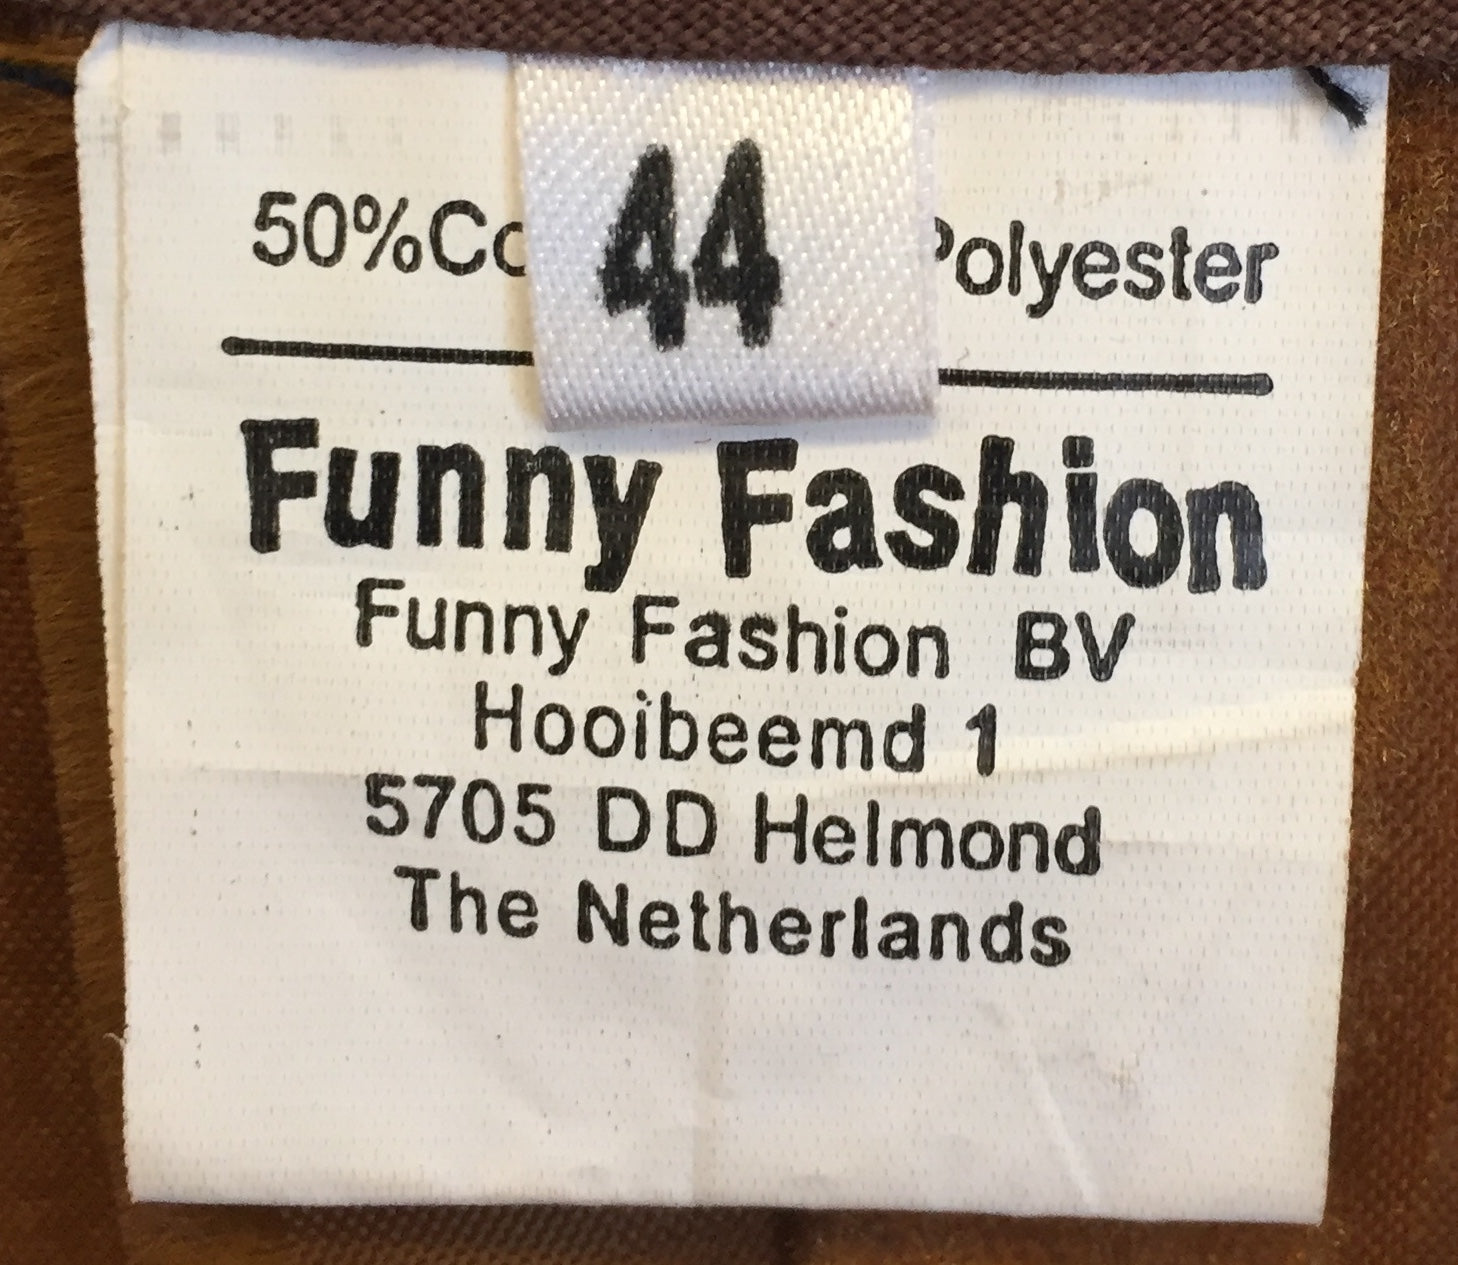 44
50%Co Polyester
Funny Fashion
Funny Fashion BV
Hooibeemd 1
5705 DD Helmond
The Netherlands